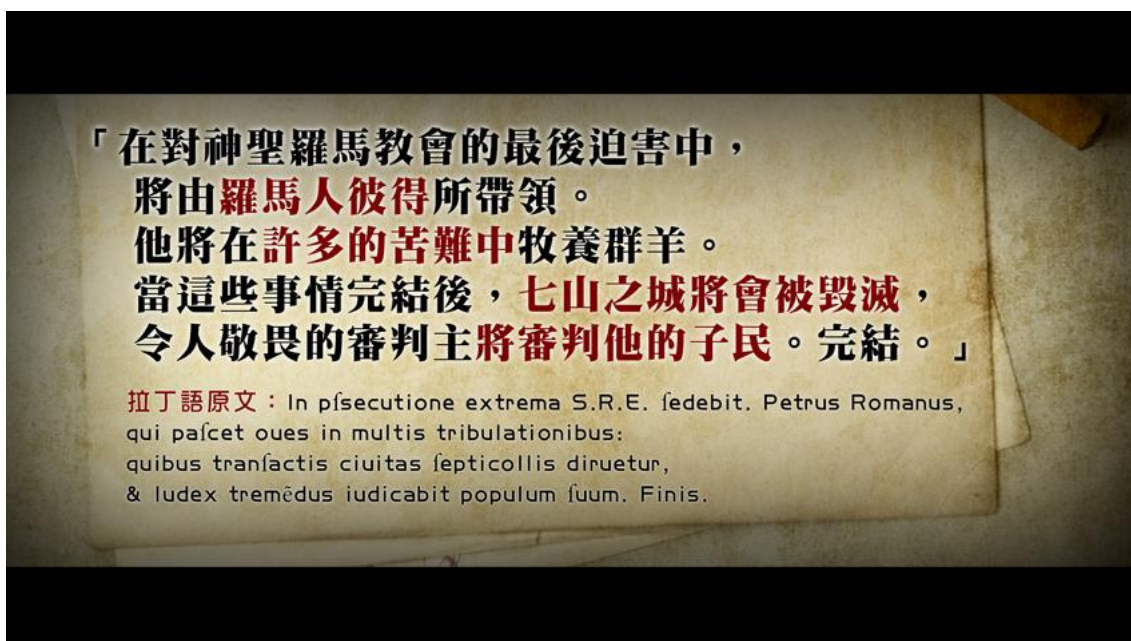 「在對神聖羅馬教會的最後迫害中，
將由羅馬人彼得所帶領。
他將在許多的苦難中牧養群羊。
當這些事情完結後，七山之城將會被毀滅，
令人敬畏的審判主將審判他的子民。完結。」
拉丁語原文：In pſsecutione extrema S.R.E. ſedebit. Petrus Romanus,
qui paſcet oues in multis tribulationibus:
quibus tranſactis ciuitas ſepticollis diruetur,
& Iudex tremẽdus iudicabit populum ſuum. Finis.